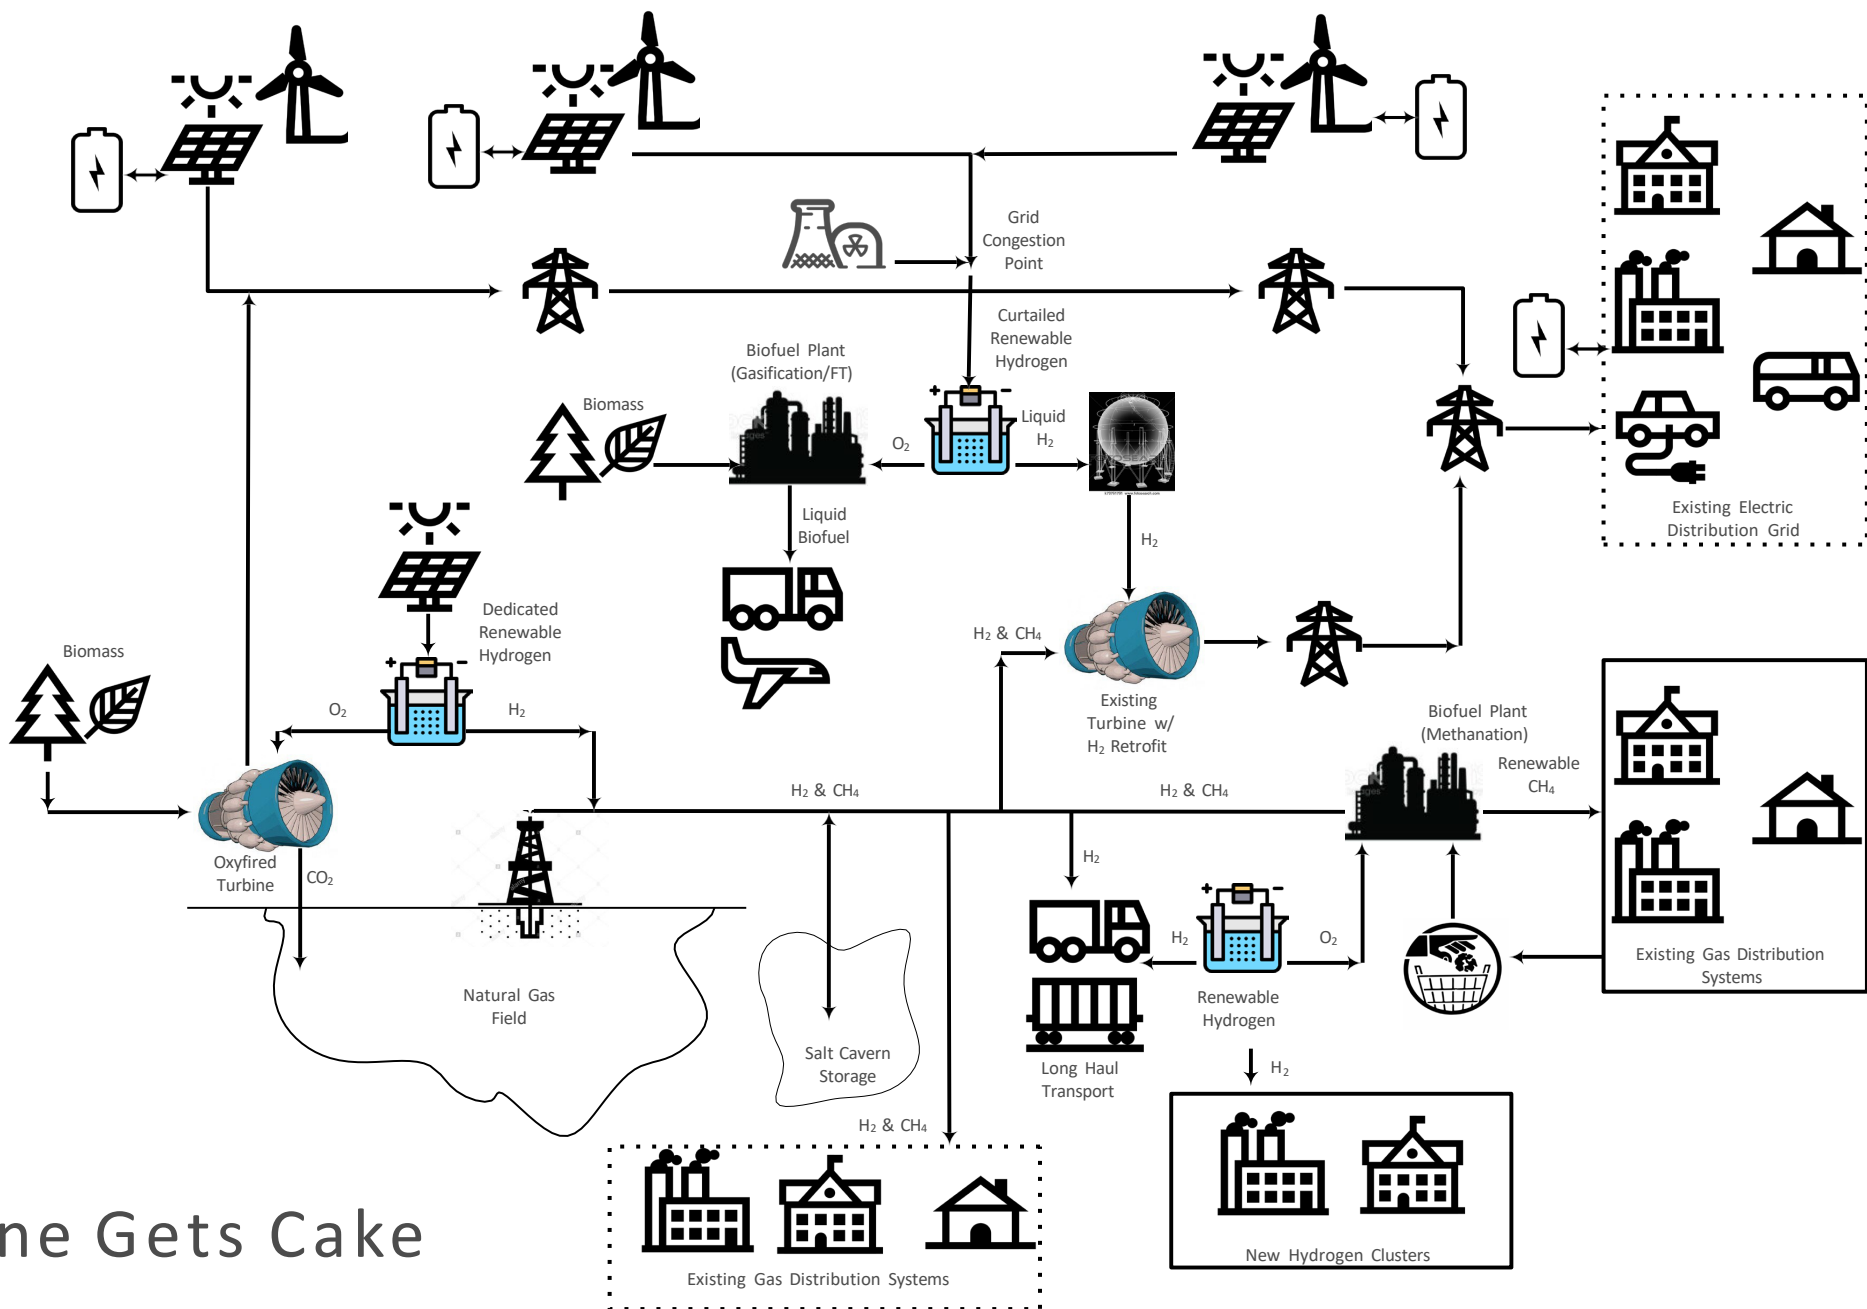 Grid
Congestion
Point
Curtailed
Renewable
Hydrogen
Biofuel Plant
(Gasification/FT)
Biomass
O₂
Liquid
H₂
Liquid
Biofuel
H₂
Existing Electric
Distribution Grid
Dedicated
Renewable
Hydrogen
Biomass
O₂
H₂
H₂ & CH₄
Existing
Turbine w/
H₂ Retrofit
Biofuel Plant
(Methanation)
Renewable
CH₄
H₂ & CH₄
H₂ & CH₄
Oxyfired
Turbine
CO₂
H₂
H₂
O₂
Existing Gas Distribution
Systems
Natural Gas
Field
Renewable
Hydrogen
Salt Cavern
Storage
Long Haul
Transport
H₂
H₂ & CH₄
New Hydrogen Clusters
Existing Gas Distribution Systems
ne Gets Cake